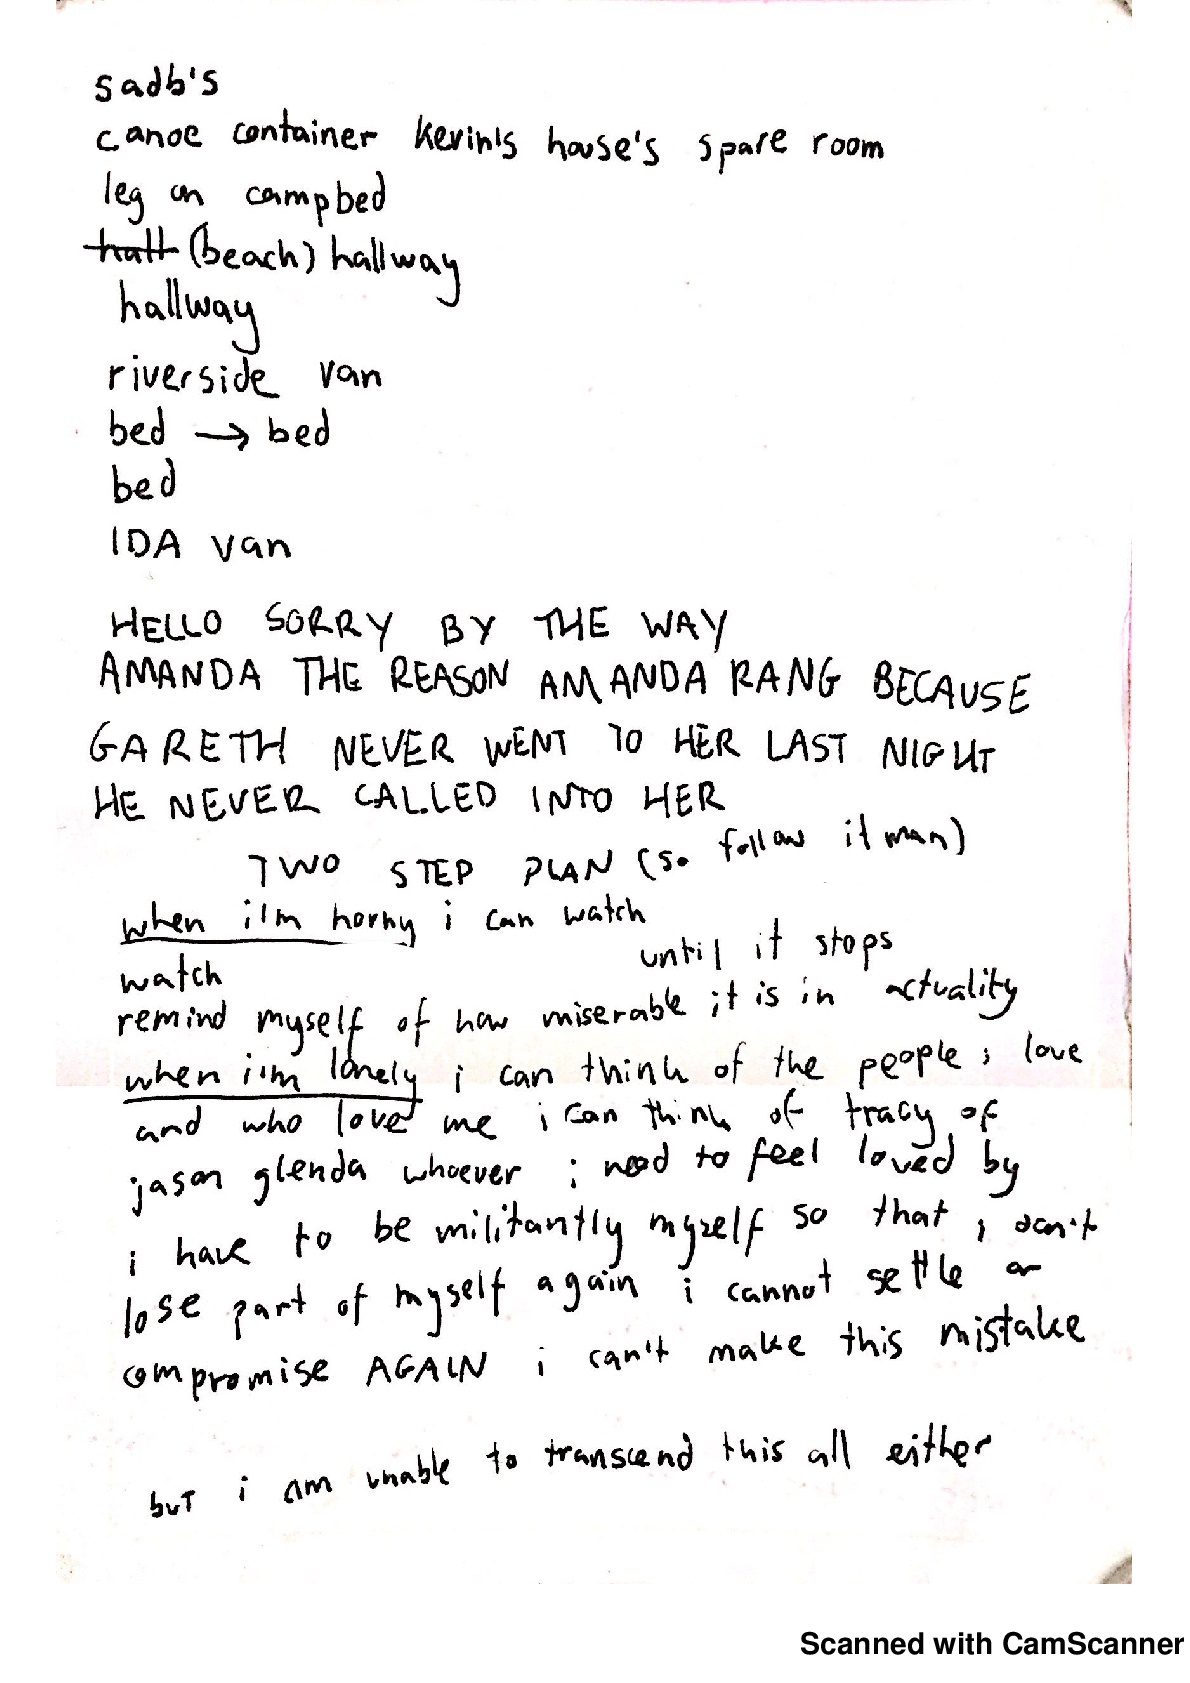 sadb's
canoe container kevin's house's spare room
leg on campbed
hall (beach) hallway
hallway
riverside van
bed → bed
bed
IDA van
HELLO SORRY BY THE WAY
AMANDA THE REASON AMANDA RANG BECAUSE
GARETH NEVER WENT TO HER LAST NIGHT
HE NEVER CALLED INTO HER
TWO STEP PLAN (so follow it man)
when i'm horny i can watch
watch until it stops
remind myself of how miserable it is in actuality
when i'm lonely i can think of the people i love
and who love me i can think of tracy of
jason glenda whoever i need to feel loved by
i have to be militantly myself so that i don't
lose part of myself again i cannot settle or
compromise AGAIN i can't make this mistake
but i am unable to transcend this all either
Scanned with CamScanner